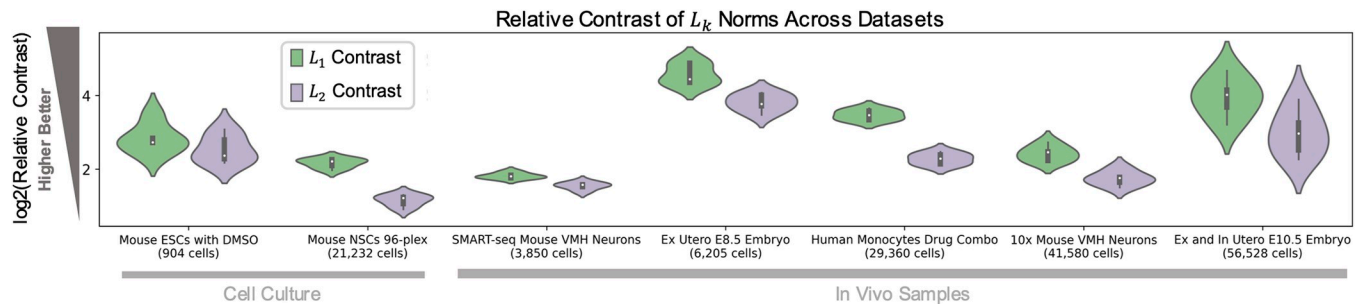 Relative Contrast of Lₖ Norms Across Datasets
log2(Relative Contrast)
Higher Better
4
2
L₁ Contrast
L₂ Contrast
Mouse ESCs with DMSO
(904 cells)
Mouse NSCs 96-plex
(21,232 cells)
SMART-seq Mouse VMH Neurons
(3,850 cells)
Ex Utero E8.5 Embryo
(6,205 cells)
Human Monocytes Drug Combo
(29,360 cells)
10x Mouse VMH Neurons
(41,580 cells)
Ex and In Utero E10.5 Embryo
(56,528 cells)
Cell Culture
In Vivo Samples